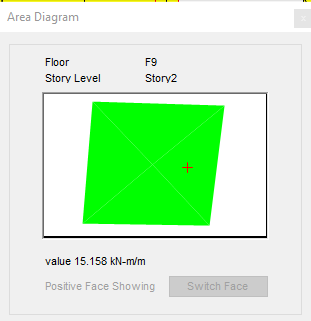 Area Diagram
Floor F9
Story Level Story2
value 15.158 kN-m/m
Positive Face Showing Switch Face